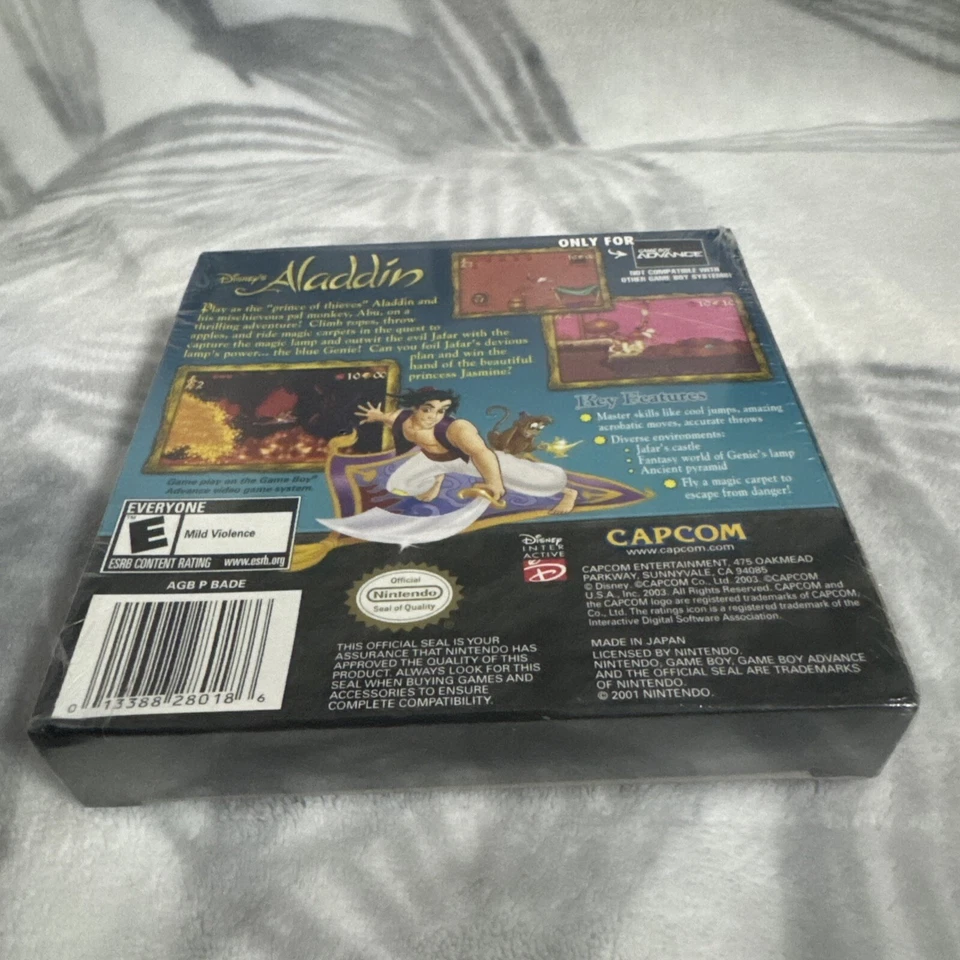 ONLY FOR
GAME BOY
ADVANCE
NOT COMPATIBLE WITH
OTHER GAME BOY SYSTEMS!
Disney's Aladdin
Play as the "prince of thieves" Aladdin and
his mischievous pal monkey, Abu, on a
thrilling adventure! Climb ropes, throw
apples, and ride magic carpets in the quest to
capture the magic lamp and outwit the evil Jafar with the
lamp's power... the blue Genie! Can you foil Jafar's devious
plan and win the
hand of the beautiful
princess Jasmine?
Game play on the Game Boy®
Advance video game system.
Key Features
Master skills like cool jumps, amazing
acrobatic moves, accurate throws
Diverse environments:
• Jafar's castle
• Fantasy world of Genie's lamp
• Ancient pyramid
Fly a magic carpet to
escape from danger!
EVERYONE
E
Mild Violence
ESRB CONTENT RATING www.esrb.org
AGB P BADE
0 13388 28018 6
Official
Nintendo
Seal of Quality
THIS OFFICIAL SEAL IS YOUR
ASSURANCE THAT NINTENDO HAS
APPROVED THE QUALITY OF THIS
PRODUCT. ALWAYS LOOK FOR THIS
SEAL WHEN BUYING GAMES AND
ACCESSORIES TO ENSURE
COMPLETE COMPATIBILITY.
Disney
INTER
ACTIVE
CAPCOM
www.capcom.com
CAPCOM ENTERTAINMENT, 475 OAKMEAD
PARKWAY, SUNNYVALE, CA 94085
© Disney. ©CAPCOM Co., Ltd. 2003. ©CAPCOM
U.S.A., Inc. 2003. All Rights Reserved. CAPCOM and
the CAPCOM logo are registered trademarks of CAPCOM
Co., Ltd. The ratings icon is a registered trademark of the
Interactive Digital Software Association.
MADE IN JAPAN
LICENSED BY NINTENDO.
NINTENDO, GAME BOY, GAME BOY ADVANCE
AND THE OFFICIAL SEAL ARE TRADEMARKS
OF NINTENDO.
© 2001 NINTENDO.